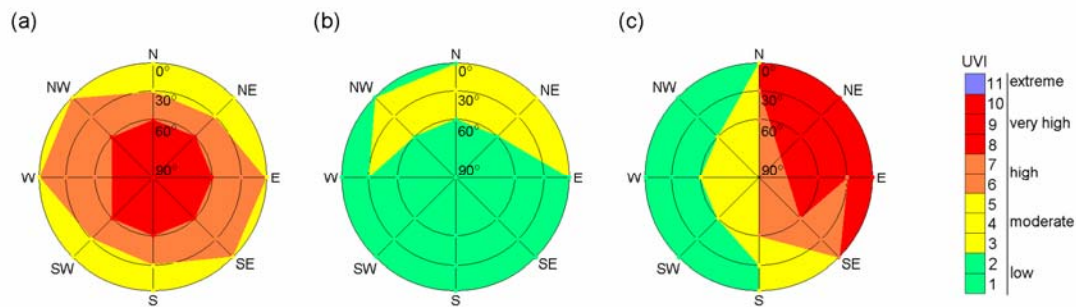 (a)
N
NW
NE
0°
30°
60°
90°
W
E
SW
SE
S
(b)
N
NW
NE
0°
30°
60°
90°
W
E
SW
SE
S
(c)
N
NW
NE
0°
30°
60°
90°
W
E
SW
SE
S
UVI
11 extreme
10
9 very high
8
7
6 high
5
4 moderate
3
2
1 low